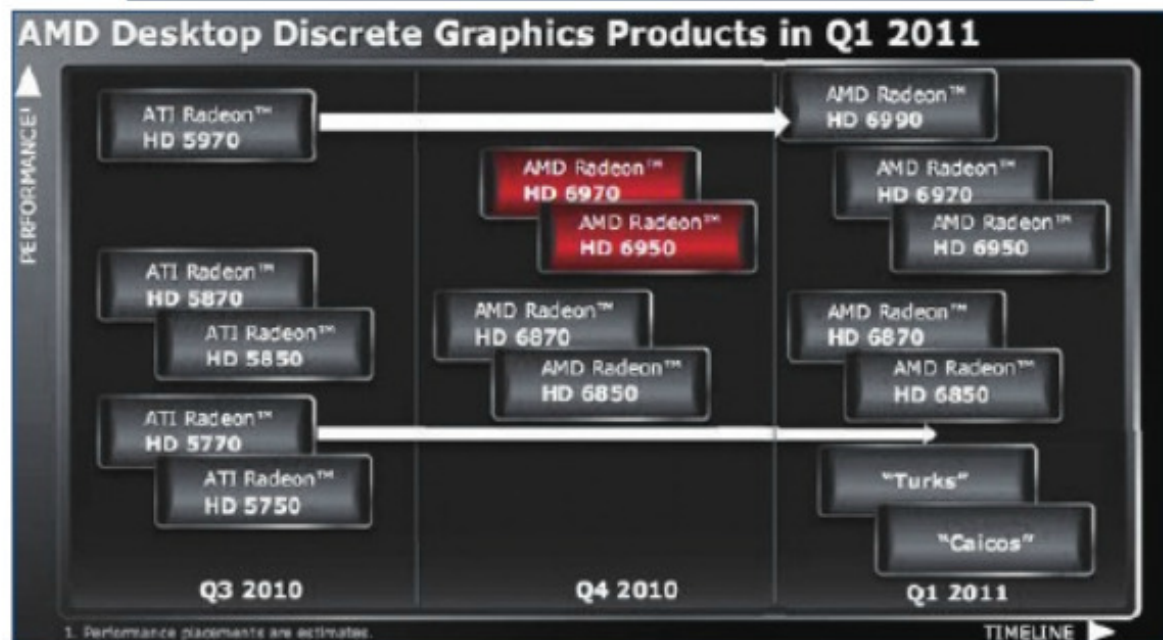 AMD Desktop Discrete Graphics Products in Q1 2011
PERFORMANCE¹
ATI Radeon™
HD 5970
ATI Radeon™
HD 5870
ATI Radeon™
HD 5850
ATI Radeon™
HD 5770
ATI Radeon™
HD 5750
Q3 2010
AMD Radeon™
HD 6970
AMD Radeon™
HD 6950
AMD Radeon™
HD 6870
AMD Radeon™
HD 6850
Q4 2010
AMD Radeon™
HD 6990
AMD Radeon™
HD 6970
AMD Radeon™
HD 6950
AMD Radeon™
HD 6870
AMD Radeon™
HD 6850
"Turks"
"Caicos"
Q1 2011
1. Performance placements are estimates.
TIMELINE